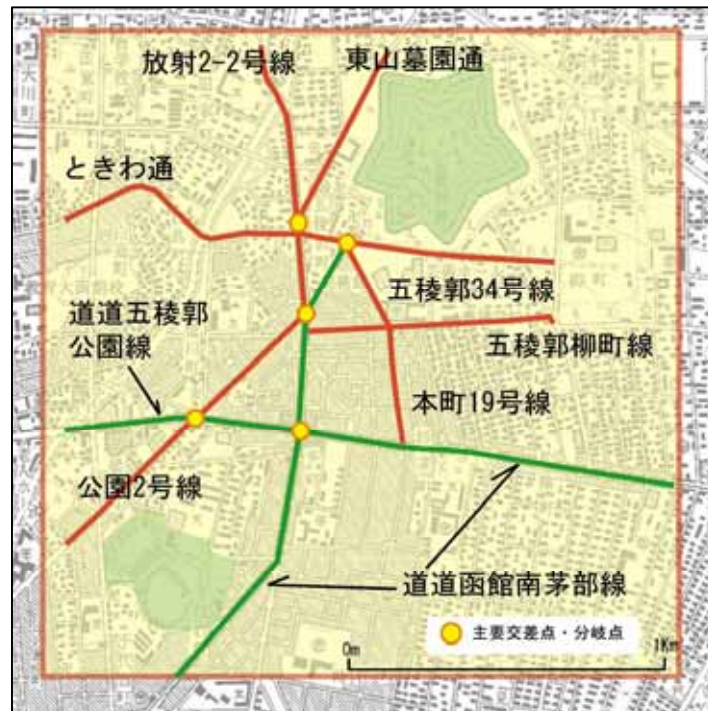 放射2-2号線
東山墓園通
ときわ通
五稜郭34号線
道道五稜郭
公園線
五稜郭柳町線
本町19号線
公園2号線
道道函館南茅部線
主要交差点・分岐点
0m
1Km